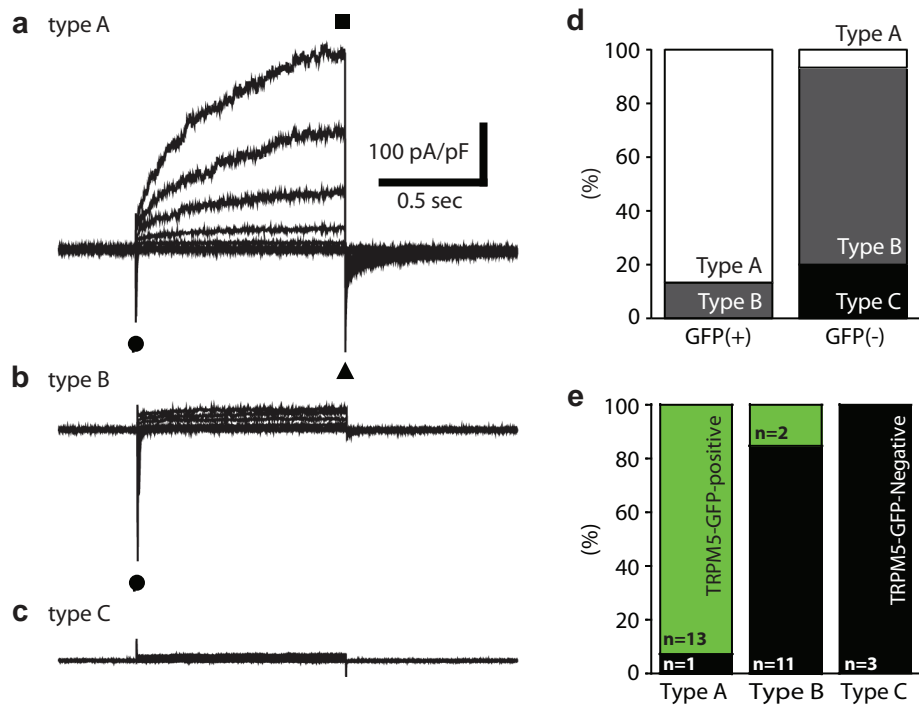 a type A
100 pA/pF
0.5 sec
b type B
c type C
d
100
80
60
40
20
0
(%)
Type A
Type A
Type B
Type B
Type C
GFP(+)
GFP(-)
e
100
80
60
40
20
0
(%)
TRPM5-GFP-positive
n=13
n=1
n=2
n=11
TRPM5-GFP-Negative
n=3
Type A
Type B
Type C